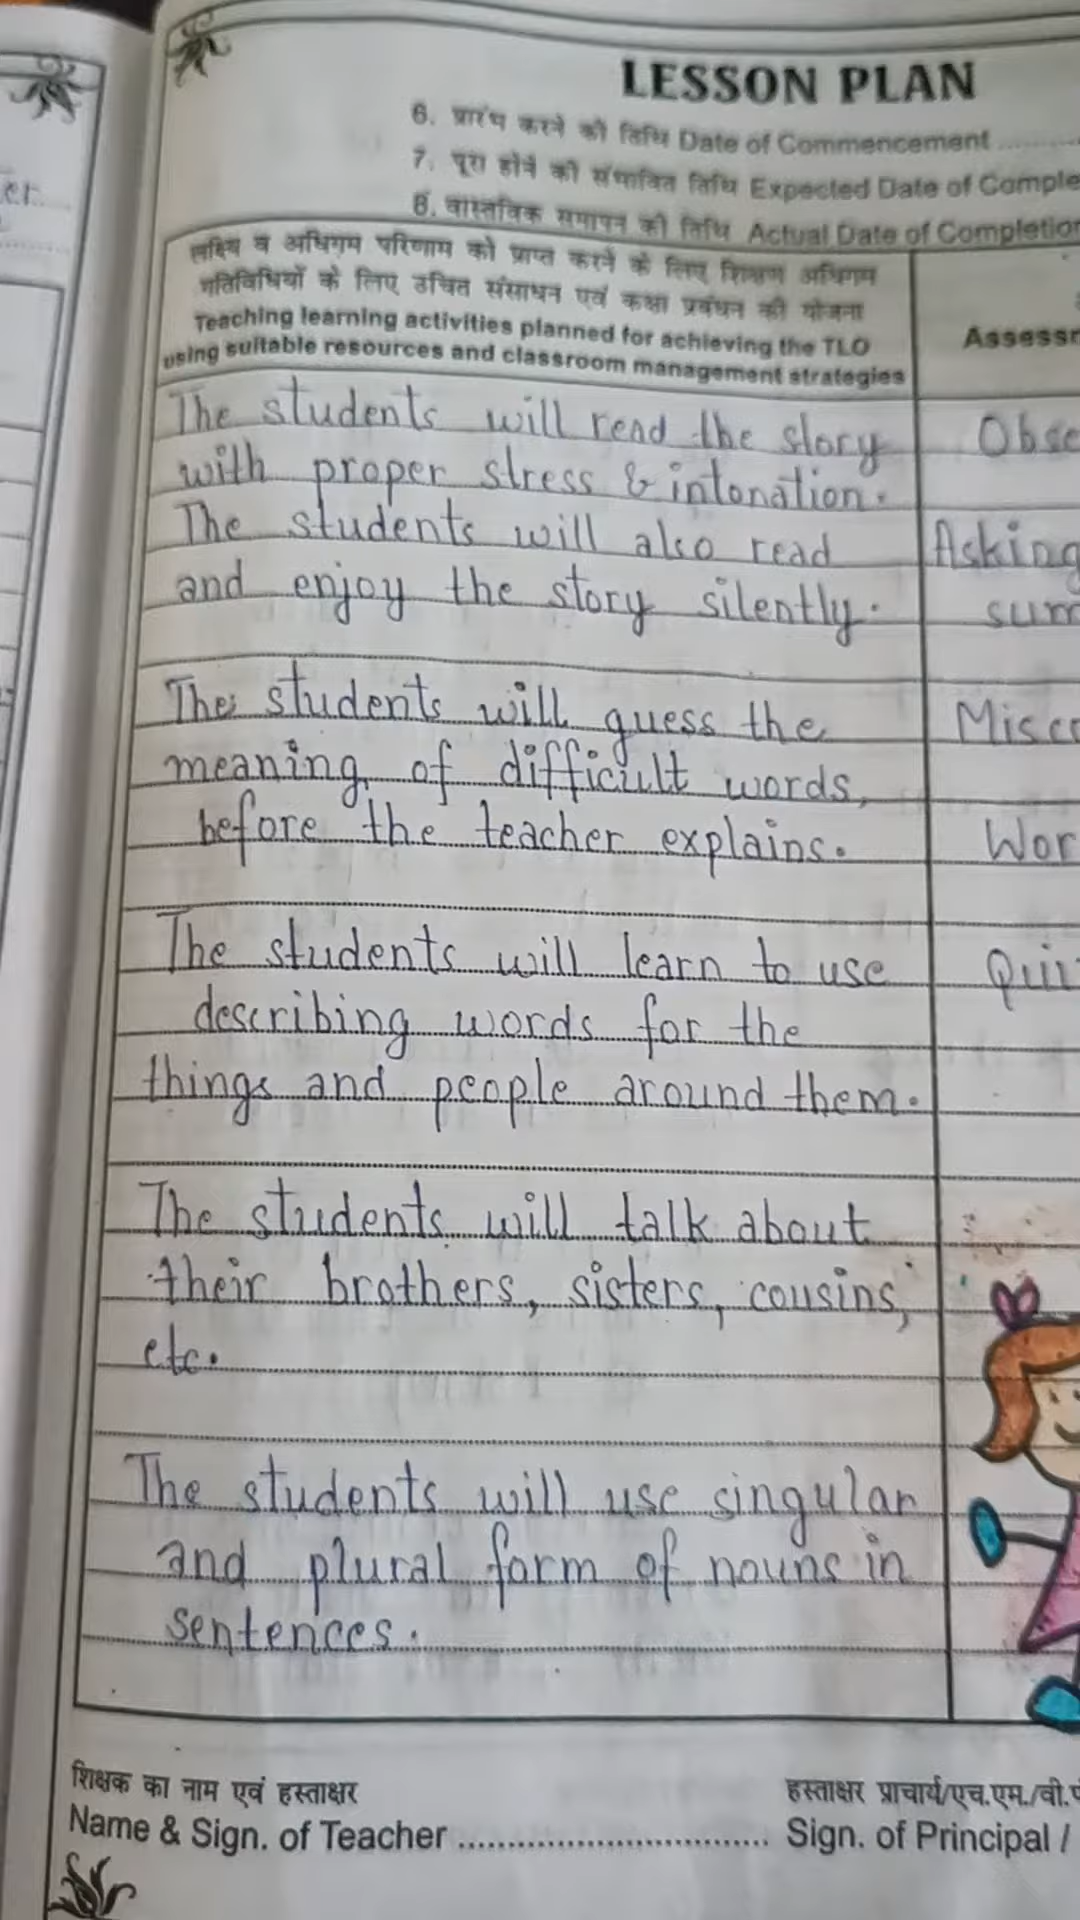 LESSON PLAN
6. प्रारंभ करने की तिथि Date of Commencement
7. पूरा होने की संभावित तिथि Expected Date of Comple
8. वास्तविक समापन की तिथि Actual Date of Completion
लक्ष्य व अधिगम परिणाम को प्राप्त करने के लिए शिक्षण अधिगम
गतिविधियों के लिए उचित संसाधन एवं कक्षा प्रबंधन की योजना
Teaching learning activities planned for achieving the TLO
using suitable resources and classroom management strategies
Assessm
The students will read the story
with proper stress & intonation.
The students will also read
and enjoy the story silently.
Obse
Asking
sum
The students will guess the
meaning of difficult words,
before the teacher explains.
Misco
Wor
The students will learn to use
describing words for the
things and people around them.
Quiz
The students will talk about
their brothers, sisters, cousins,
etc.
The students will use singular
and plural form of nouns in
sentences.
शिक्षक का नाम एवं हस्ताक्षर
Name & Sign. of Teacher
हस्ताक्षर प्राचार्य/एच.एम./वी.प
Sign. of Principal /